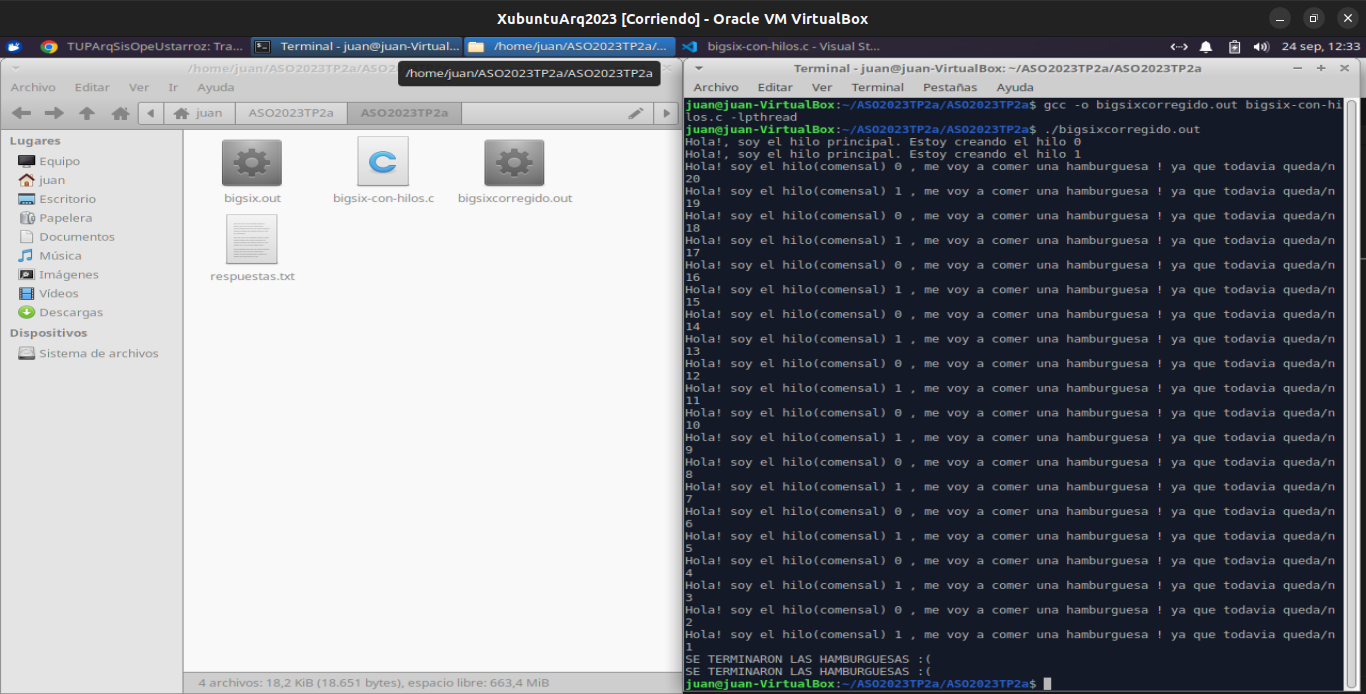 XubuntuArq2023 [Corriendo] - Oracle VM VirtualBox
TUPArqSisOpeUstarroz: Tra...
Terminal - juan@juan-Virtual...
/home/juan/ASO2023TP2a/...
bigsix-con-hilos.c - Visual St...
24 sep, 12:33
/home/juan/ASO2023TP2a/ASO2023TP2a
Archivo Editar Ver Ir Ayuda
juan
ASO2023TP2a
ASO2023TP2a
Lugares
Equipo
juan
Escritorio
Papelera
Documentos
Música
Imágenes
Vídeos
Descargas
Dispositivos
Sistema de archivos
bigsix.out
bigsix-con-hilos.c
bigsixcorregido.out
respuestas.txt
4 archivos: 18,2 KiB (18.651 bytes), espacio libre: 663,4 MiB
Terminal - juan@juan-VirtualBox: ~/ASO2023TP2a/ASO2023TP2a
Archivo Editar Ver Terminal Pestañas Ayuda
juan@juan-VirtualBox:~/ASO2023TP2a/ASO2023TP2a$ gcc -o bigsixcorregido.out bigsix-con-hi
los.c -lpthread
juan@juan-VirtualBox:~/ASO2023TP2a/ASO2023TP2a$ ./bigsixcorregido.out
Hola!, soy el hilo principal. Estoy creando el hilo 0
Hola!, soy el hilo principal. Estoy creando el hilo 1
Hola! soy el hilo(comensal) 0 , me voy a comer una hamburguesa ! ya que todavia queda/n
20
Hola! soy el hilo(comensal) 1 , me voy a comer una hamburguesa ! ya que todavia queda/n
19
Hola! soy el hilo(comensal) 0 , me voy a comer una hamburguesa ! ya que todavia queda/n
18
Hola! soy el hilo(comensal) 1 , me voy a comer una hamburguesa ! ya que todavia queda/n
17
Hola! soy el hilo(comensal) 0 , me voy a comer una hamburguesa ! ya que todavia queda/n
16
Hola! soy el hilo(comensal) 1 , me voy a comer una hamburguesa ! ya que todavia queda/n
15
Hola! soy el hilo(comensal) 0 , me voy a comer una hamburguesa ! ya que todavia queda/n
14
Hola! soy el hilo(comensal) 1 , me voy a comer una hamburguesa ! ya que todavia queda/n
13
Hola! soy el hilo(comensal) 0 , me voy a comer una hamburguesa ! ya que todavia queda/n
12
Hola! soy el hilo(comensal) 1 , me voy a comer una hamburguesa ! ya que todavia queda/n
11
Hola! soy el hilo(comensal) 0 , me voy a comer una hamburguesa ! ya que todavia queda/n
10
Hola! soy el hilo(comensal) 1 , me voy a comer una hamburguesa ! ya que todavia queda/n
9
Hola! soy el hilo(comensal) 0 , me voy a comer una hamburguesa ! ya que todavia queda/n
8
Hola! soy el hilo(comensal) 1 , me voy a comer una hamburguesa ! ya que todavia queda/n
7
Hola! soy el hilo(comensal) 0 , me voy a comer una hamburguesa ! ya que todavia queda/n
6
Hola! soy el hilo(comensal) 1 , me voy a comer una hamburguesa ! ya que todavia queda/n
5
Hola! soy el hilo(comensal) 0 , me voy a comer una hamburguesa ! ya que todavia queda/n
4
Hola! soy el hilo(comensal) 1 , me voy a comer una hamburguesa ! ya que todavia queda/n
3
Hola! soy el hilo(comensal) 0 , me voy a comer una hamburguesa ! ya que todavia queda/n
2
Hola! soy el hilo(comensal) 1 , me voy a comer una hamburguesa ! ya que todavia queda/n
1
SE TERMINARON LAS HAMBURGUESAS :(
SE TERMINARON LAS HAMBURGUESAS :(
juan@juan-VirtualBox:~/ASO2023TP2a/ASO2023TP2a$